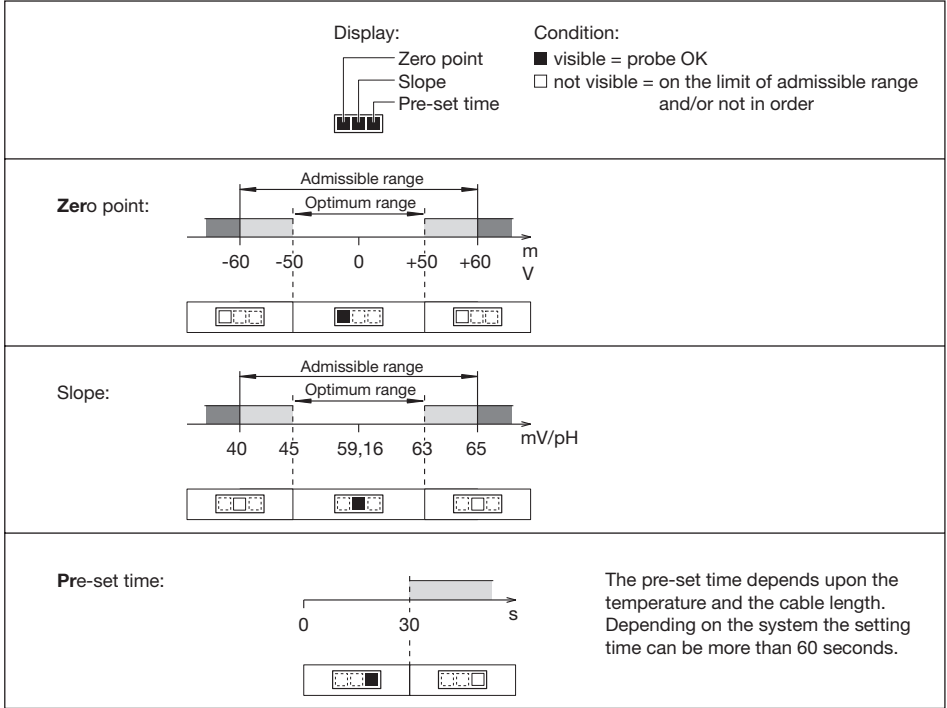 Display:
Zero point
Slope
Pre-set time
Condition:
■ visible = probe OK
□ not visible = on the limit of admissible range
and/or not in order
Zero point:
Admissible range
Optimum range
-60 -50 0 +50 +60
m
V
Slope:
Admissible range
Optimum range
40 45 59,16 63 65
mV/pH
Pre-set time:
0 30
s
The pre-set time depends upon the
temperature and the cable length.
Depending on the system the setting
time can be more than 60 seconds.